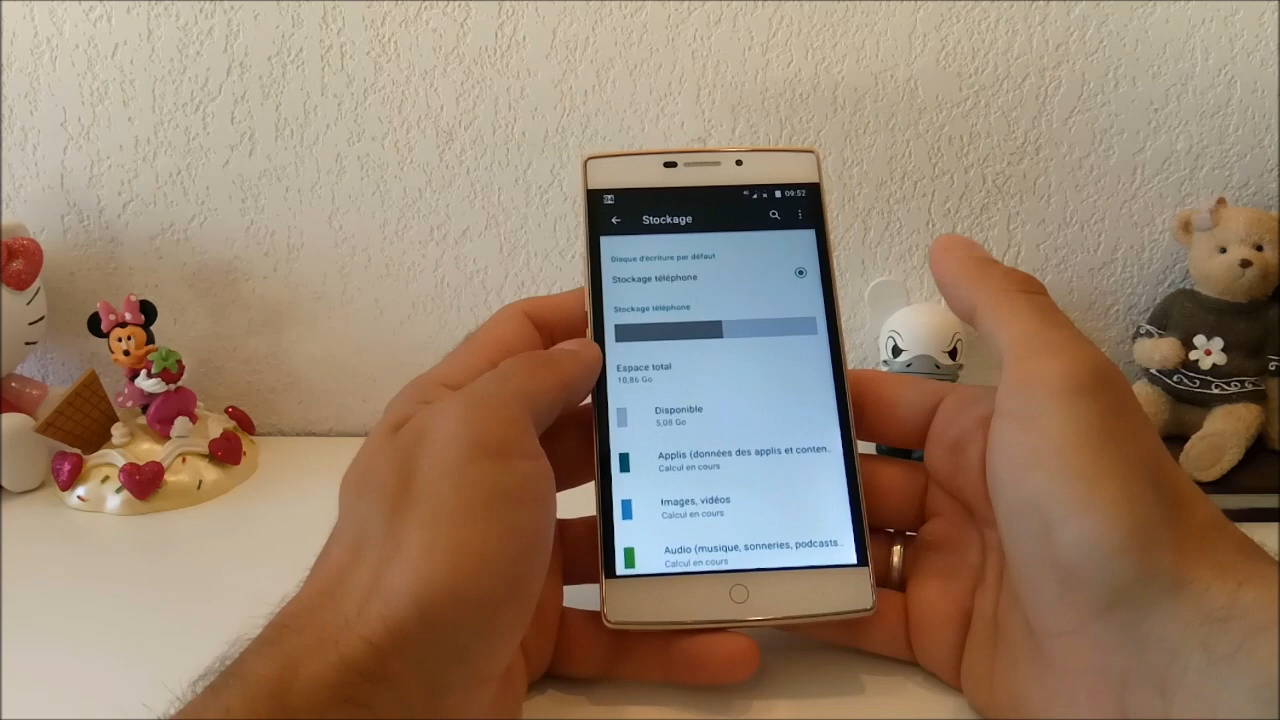 94
4G
09:52
Stockage
Disque d'écriture par défaut
Stockage téléphone
Stockage téléphone
Espace total
10,86 Go
Disponible
5,08 Go
Applis (données des applis et conten..
Calcul en cours
Images, vidéos
Calcul en cours
Audio (musique, sonneries, podcasts..
Calcul en cours